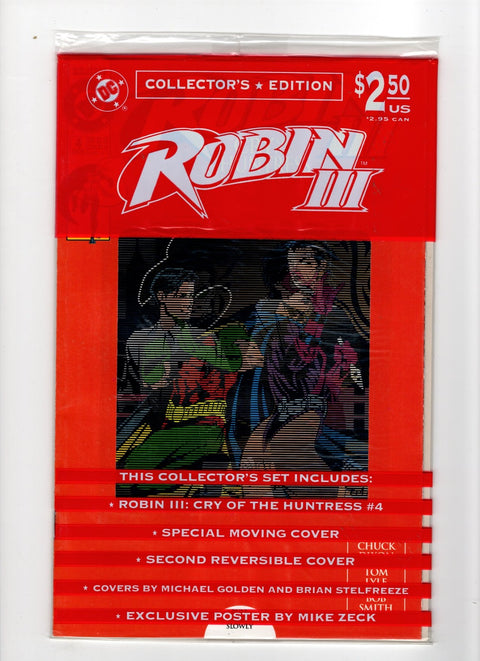 DC
COLLECTOR'S ★ EDITION
$2.50
US
$2.95 CAN
ROBIN
III
TM
THIS COLLECTOR'S SET INCLUDES:
★ ROBIN III: CRY OF THE HUNTRESS #4
★ SPECIAL MOVING COVER
CHUCK
★ SECOND REVERSIBLE COVER
TOM
LYLE
★ COVERS BY MICHAEL GOLDEN AND BRIAN STELFREEZE
BOB
SMITH
★ EXCLUSIVE POSTER BY MIKE ZECK
SLOWLY